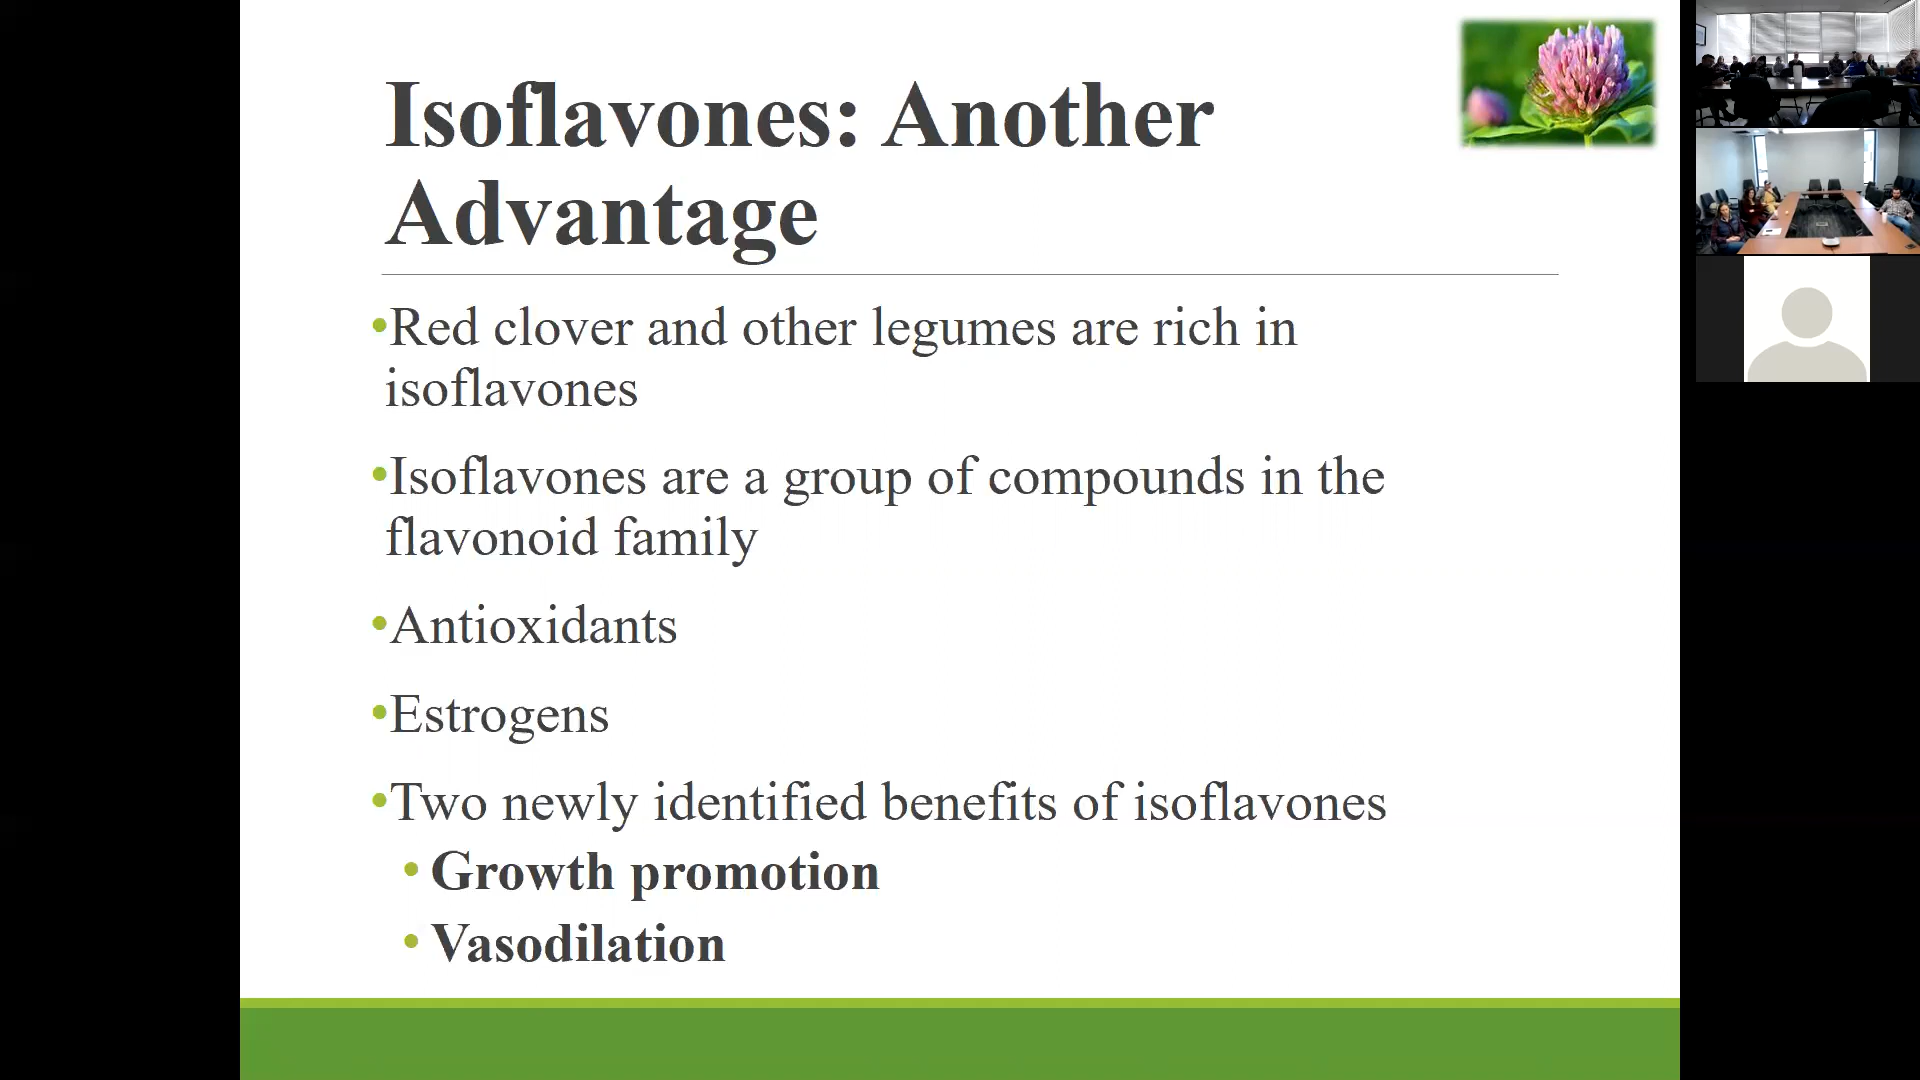 Isoflavones: Another
Advantage
•Red clover and other legumes are rich in
isoflavones
•Isoflavones are a group of compounds in the
flavonoid family
•Antioxidants
•Estrogens
•Two newly identified benefits of isoflavones
• Growth promotion
• Vasodilation